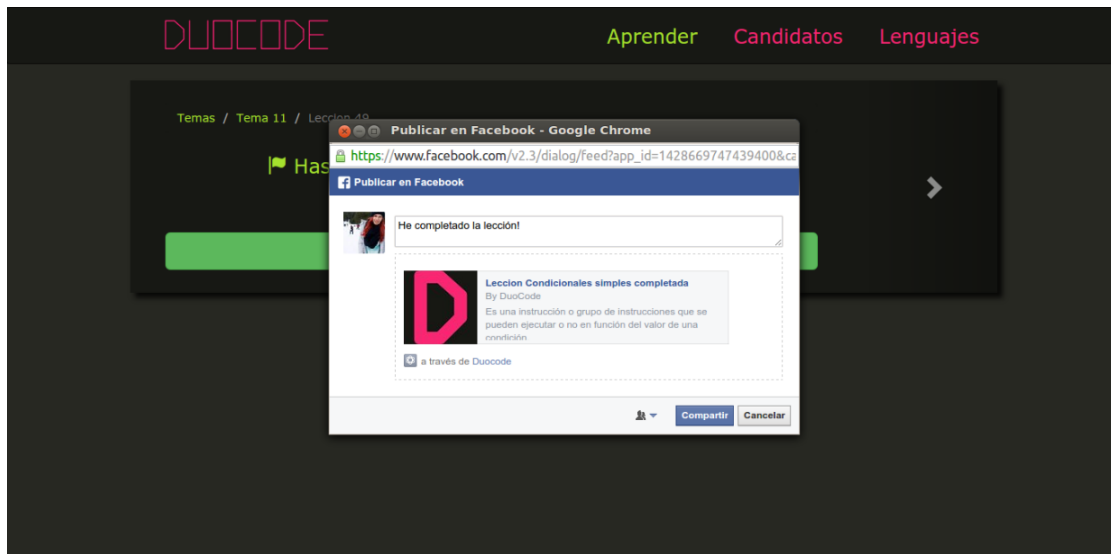 DUOCODE
Aprender Candidatos Lenguajes
Temas / Tema 11 / Leccion 49
Has
Publicar en Facebook - Google Chrome
https://www.facebook.com/v2.3/dialog/feed?app_id=1428669747439400&ca
Publicar en Facebook
He completado la lección!
Leccion Condicionales simples completada
By DuoCode
Es una instrucción o grupo de instrucciones que se
pueden ejecutar o no en función del valor de una
condición
a través de Duocode
Compartir Cancelar